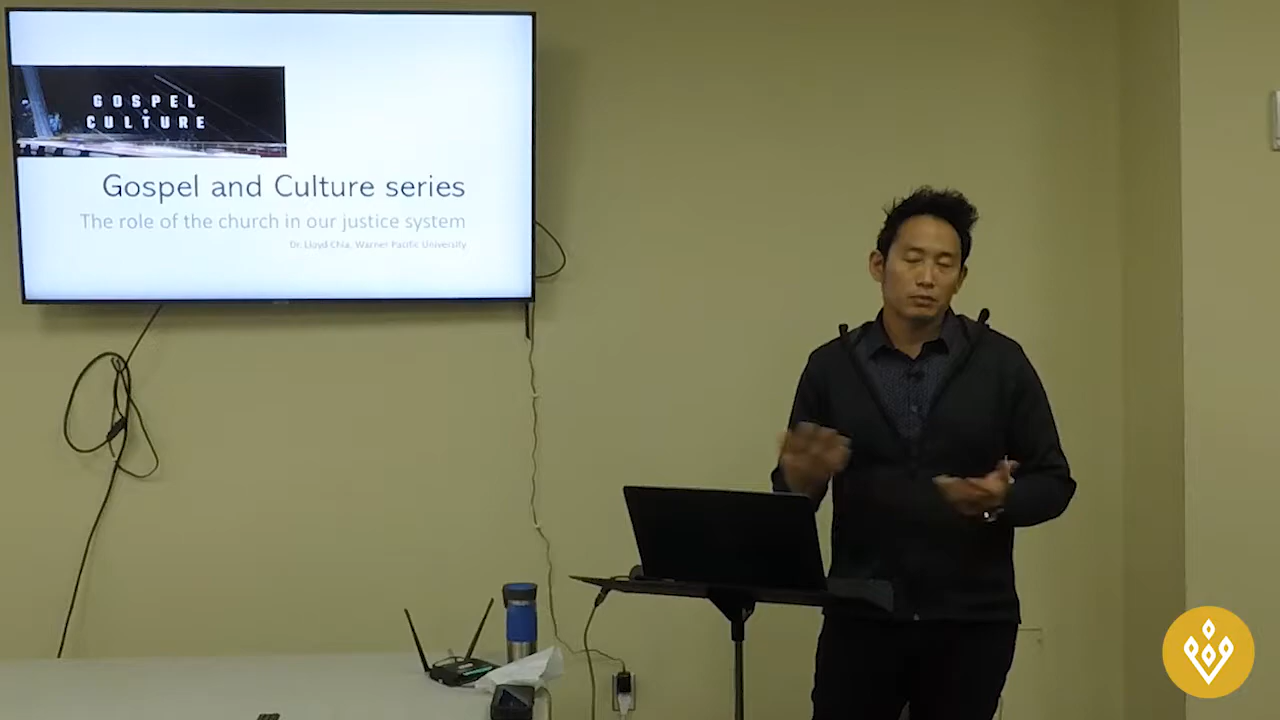 GOSPEL
CULTURE
Gospel and Culture series
The role of the church in our justice system
Dr. Lloyd Chia, Warner Pacific University